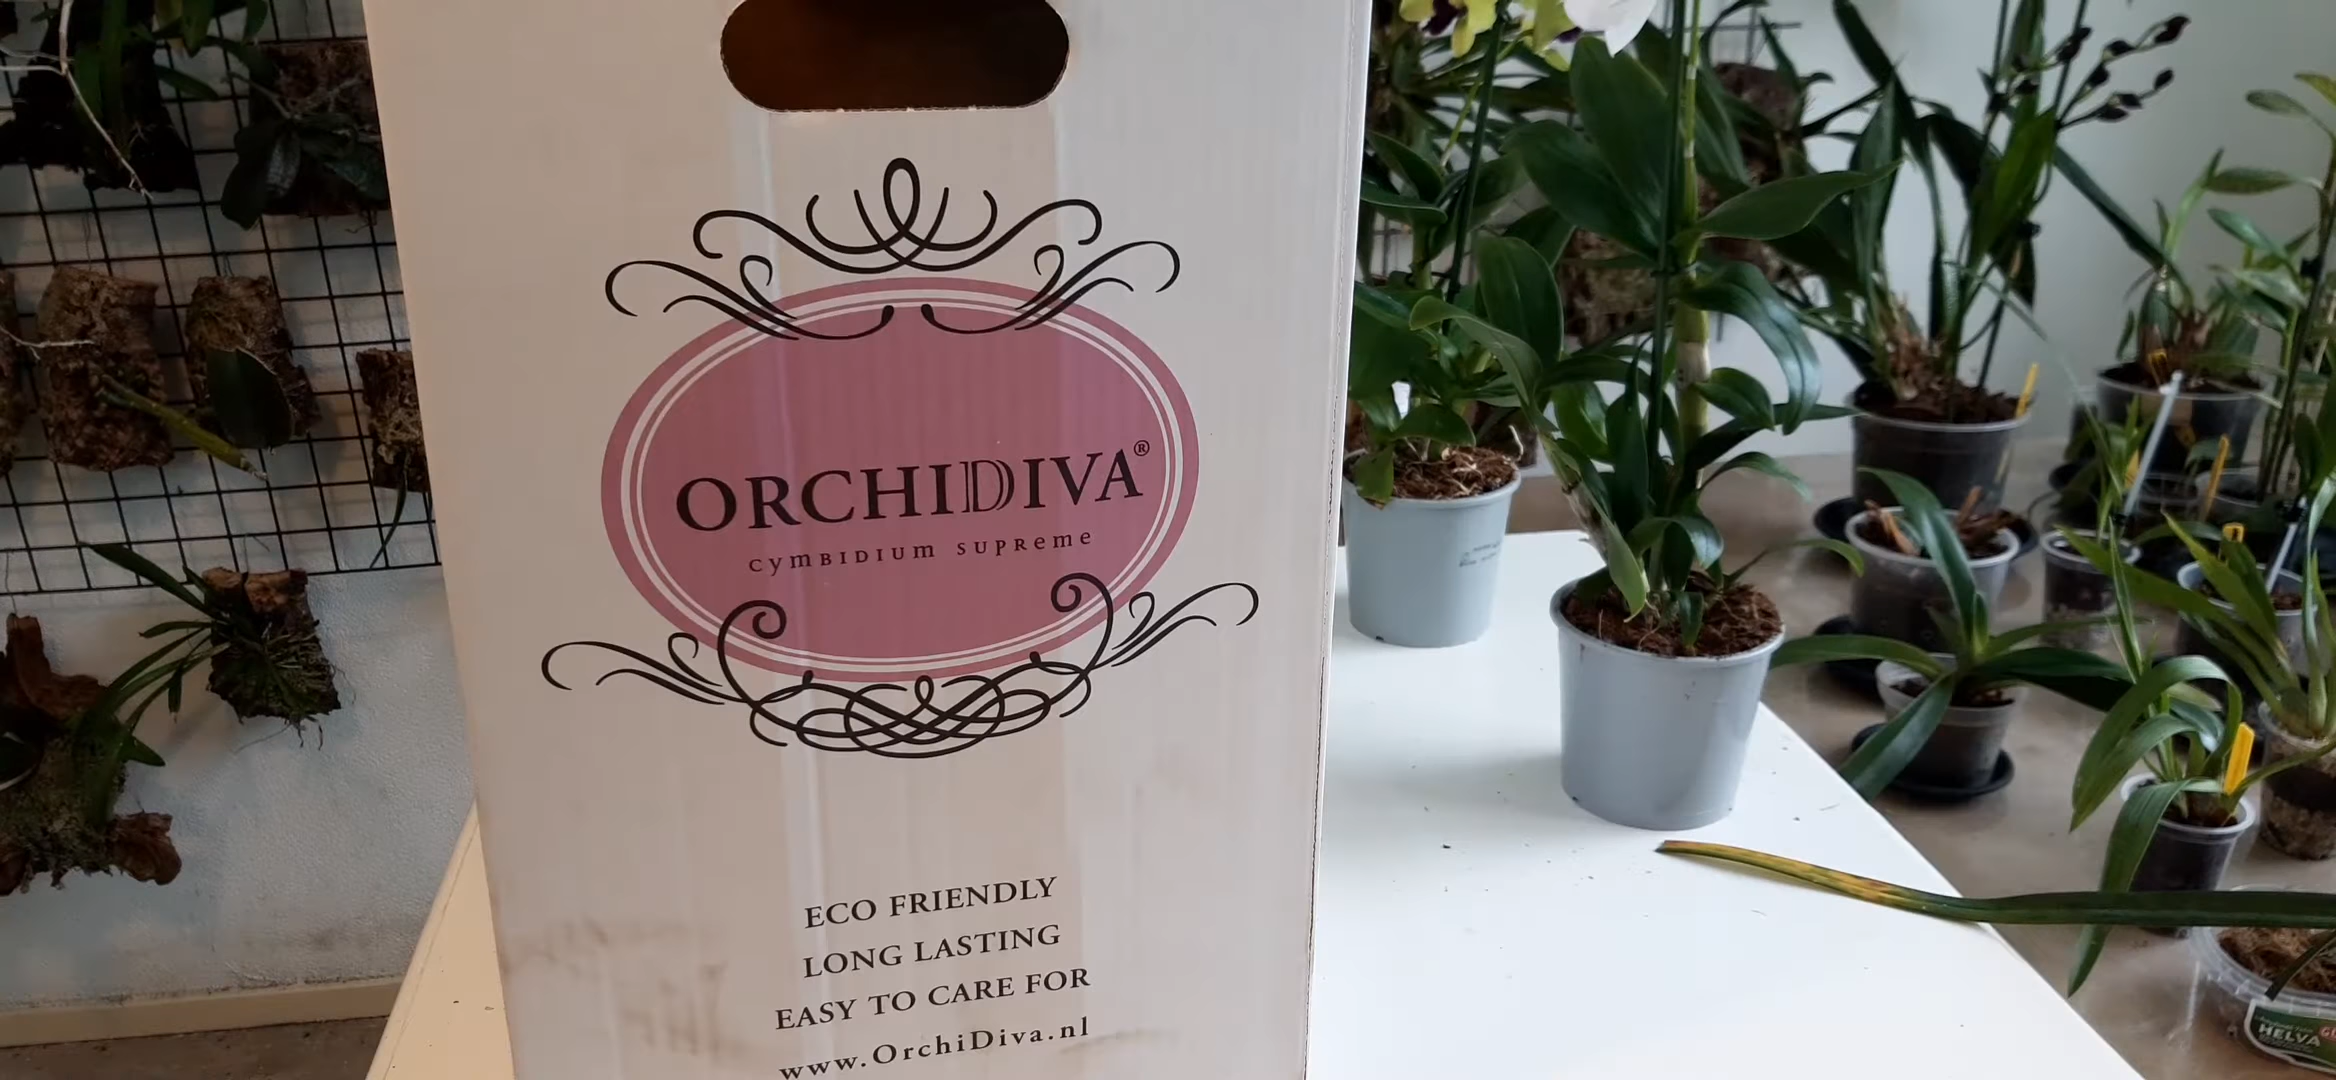 ORCHIDIVA®
cymBIDIUm SUPReme
ECO FRIENDLY
LONG LASTING
EASY TO CARE FOR
www.OrchiDiva.nl
HELVA